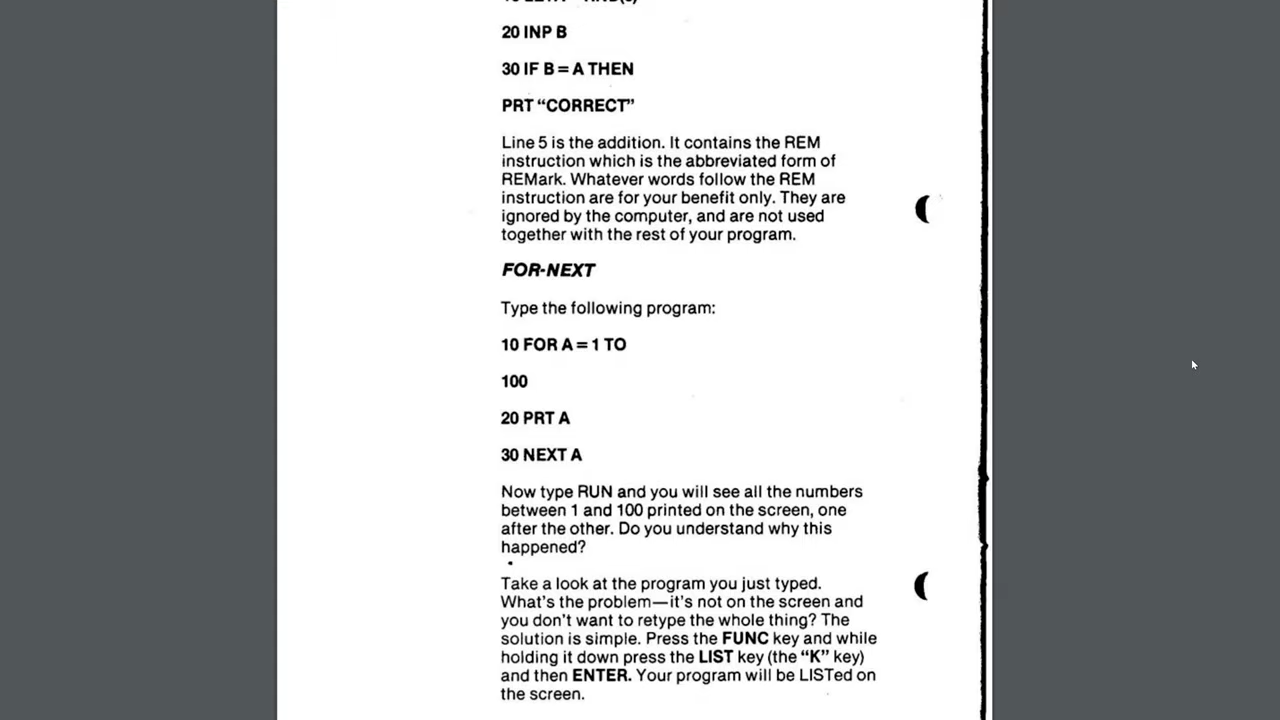 20 INP B
30 IF B = A THEN
PRT “CORRECT”
Line 5 is the addition. It contains the REM
instruction which is the abbreviated form of
REMark. Whatever words follow the REM
instruction are for your benefit only. They are
ignored by the computer, and are not used
together with the rest of your program.
FOR-NEXT
Type the following program:
10 FOR A = 1 TO
100
20 PRT A
30 NEXT A
Now type RUN and you will see all the numbers
between 1 and 100 printed on the screen, one
after the other. Do you understand why this
happened?
Take a look at the program you just typed.
What's the problem—it's not on the screen and
you don't want to retype the whole thing? The
solution is simple. Press the FUNC key and while
holding it down press the LIST key (the “K” key)
and then ENTER. Your program will be LISTed on
the screen.